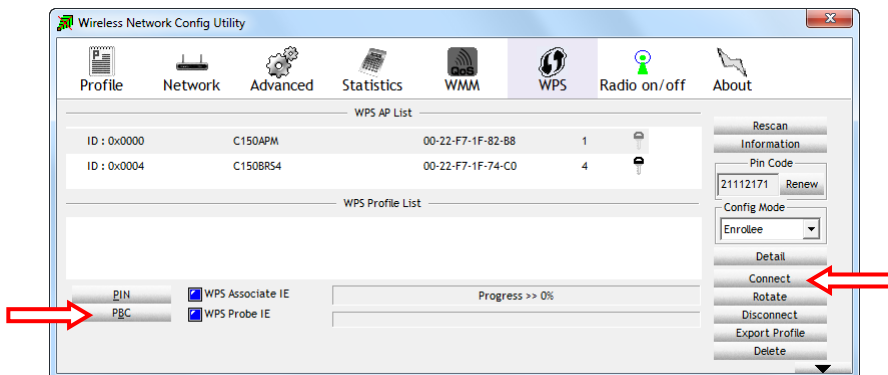 Wireless Network Config Utility
x
P
QoS
Profile Network Advanced Statistics WMM WPS Radio on/off About
WPS AP List
ID : 0x0000 C150APM 00-22-F7-1F-82-B8 1
ID : 0x0004 C150BRS4 00-22-F7-1F-74-C0 4
WPS Profile List
Rescan
Information
Pin Code
21112171 Renew
Config Mode
Enrollee
Detail
Connect
Rotate
Disconnect
Export Profile
Delete
PIN WPS Associate IE Progress >> 0%
PBC WPS Probe IE